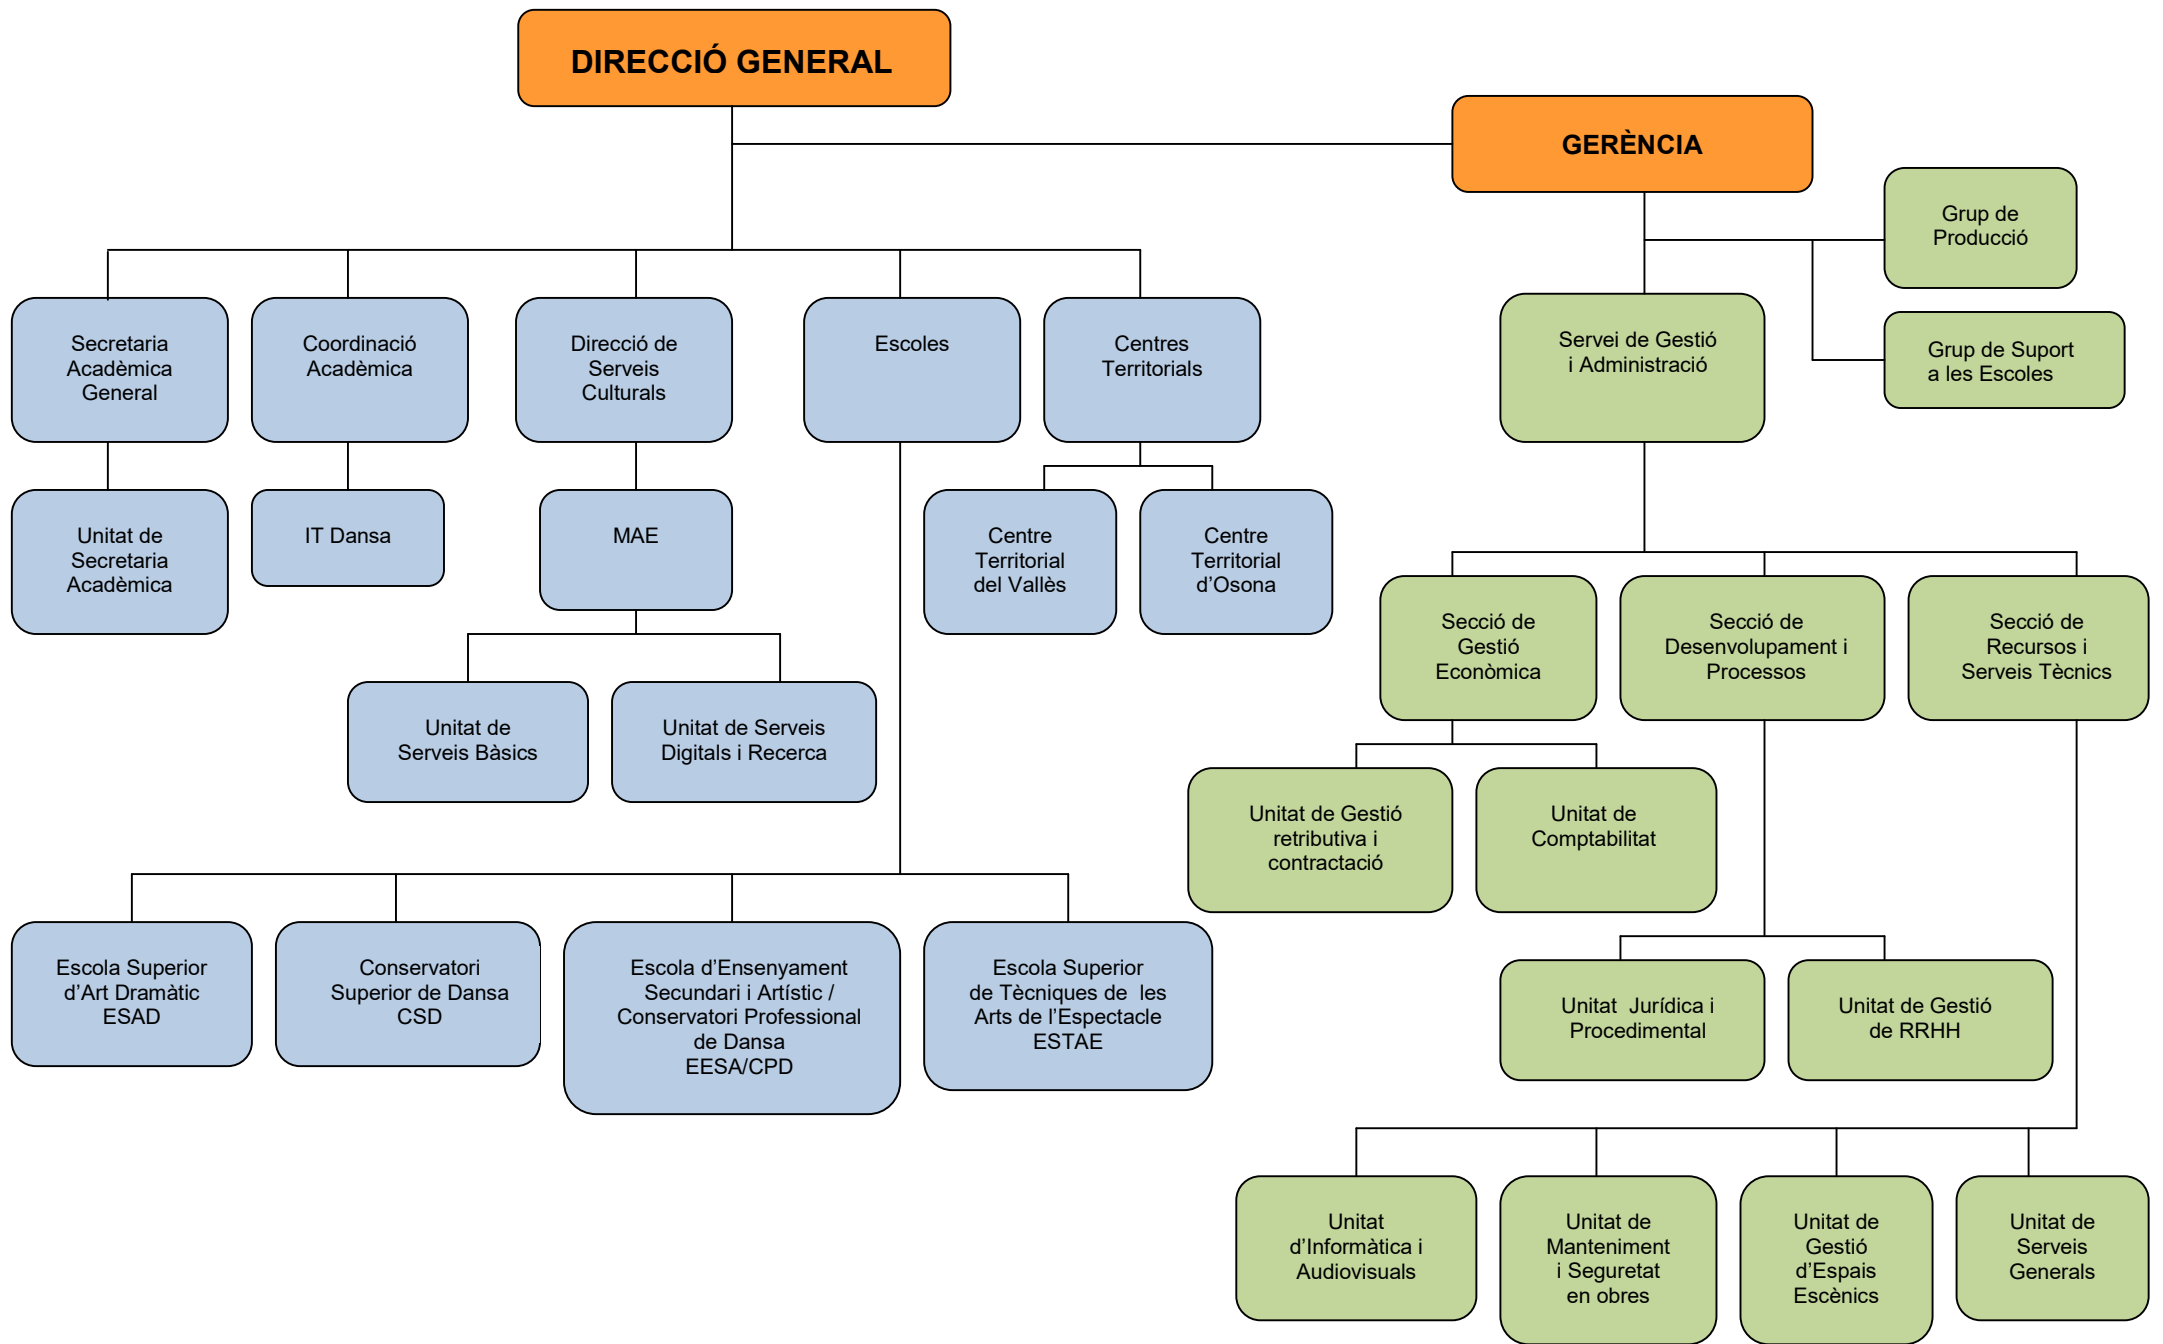 DIRECCIÓ GENERAL
GERÈNCIA
Grup de
Producció
Grup de Suport
a les Escoles
Secretaria
Acadèmica
General
Coordinació
Acadèmica
Direcció de
Serveis
Culturals
Escoles
Centres
Territorials
Servei de Gestió
i Administració
Unitat de
Secretaria
Acadèmica
IT Dansa
MAE
Centre
Territorial
del Vallès
Centre
Territorial
d’Osona
Secció de
Gestió
Econòmica
Secció de
Desenvolupament i
Processos
Secció de
Recursos i
Serveis Tècnics
Unitat de
Serveis Bàsics
Unitat de Serveis
Digitals i Recerca
Unitat de Gestió
retributiva i
contractació
Unitat de
Comptabilitat
Escola Superior
d’Art Dramàtic
ESAD
Conservatori
Superior de Dansa
CSD
Escola d’Ensenyament
Secundari i Artístic /
Conservatori Professional
de Dansa
EESA/CPD
Escola Superior
de Tècniques de les
Arts de l’Espectacle
ESTAE
Unitat Jurídica i
Procedimental
Unitat de Gestió
de RRHH
Unitat
d’Informàtica i
Audiovisuals
Unitat de
Manteniment
i Seguretat
en obres
Unitat de
Gestió
d’Espais
Escènics
Unitat de
Serveis
Generals